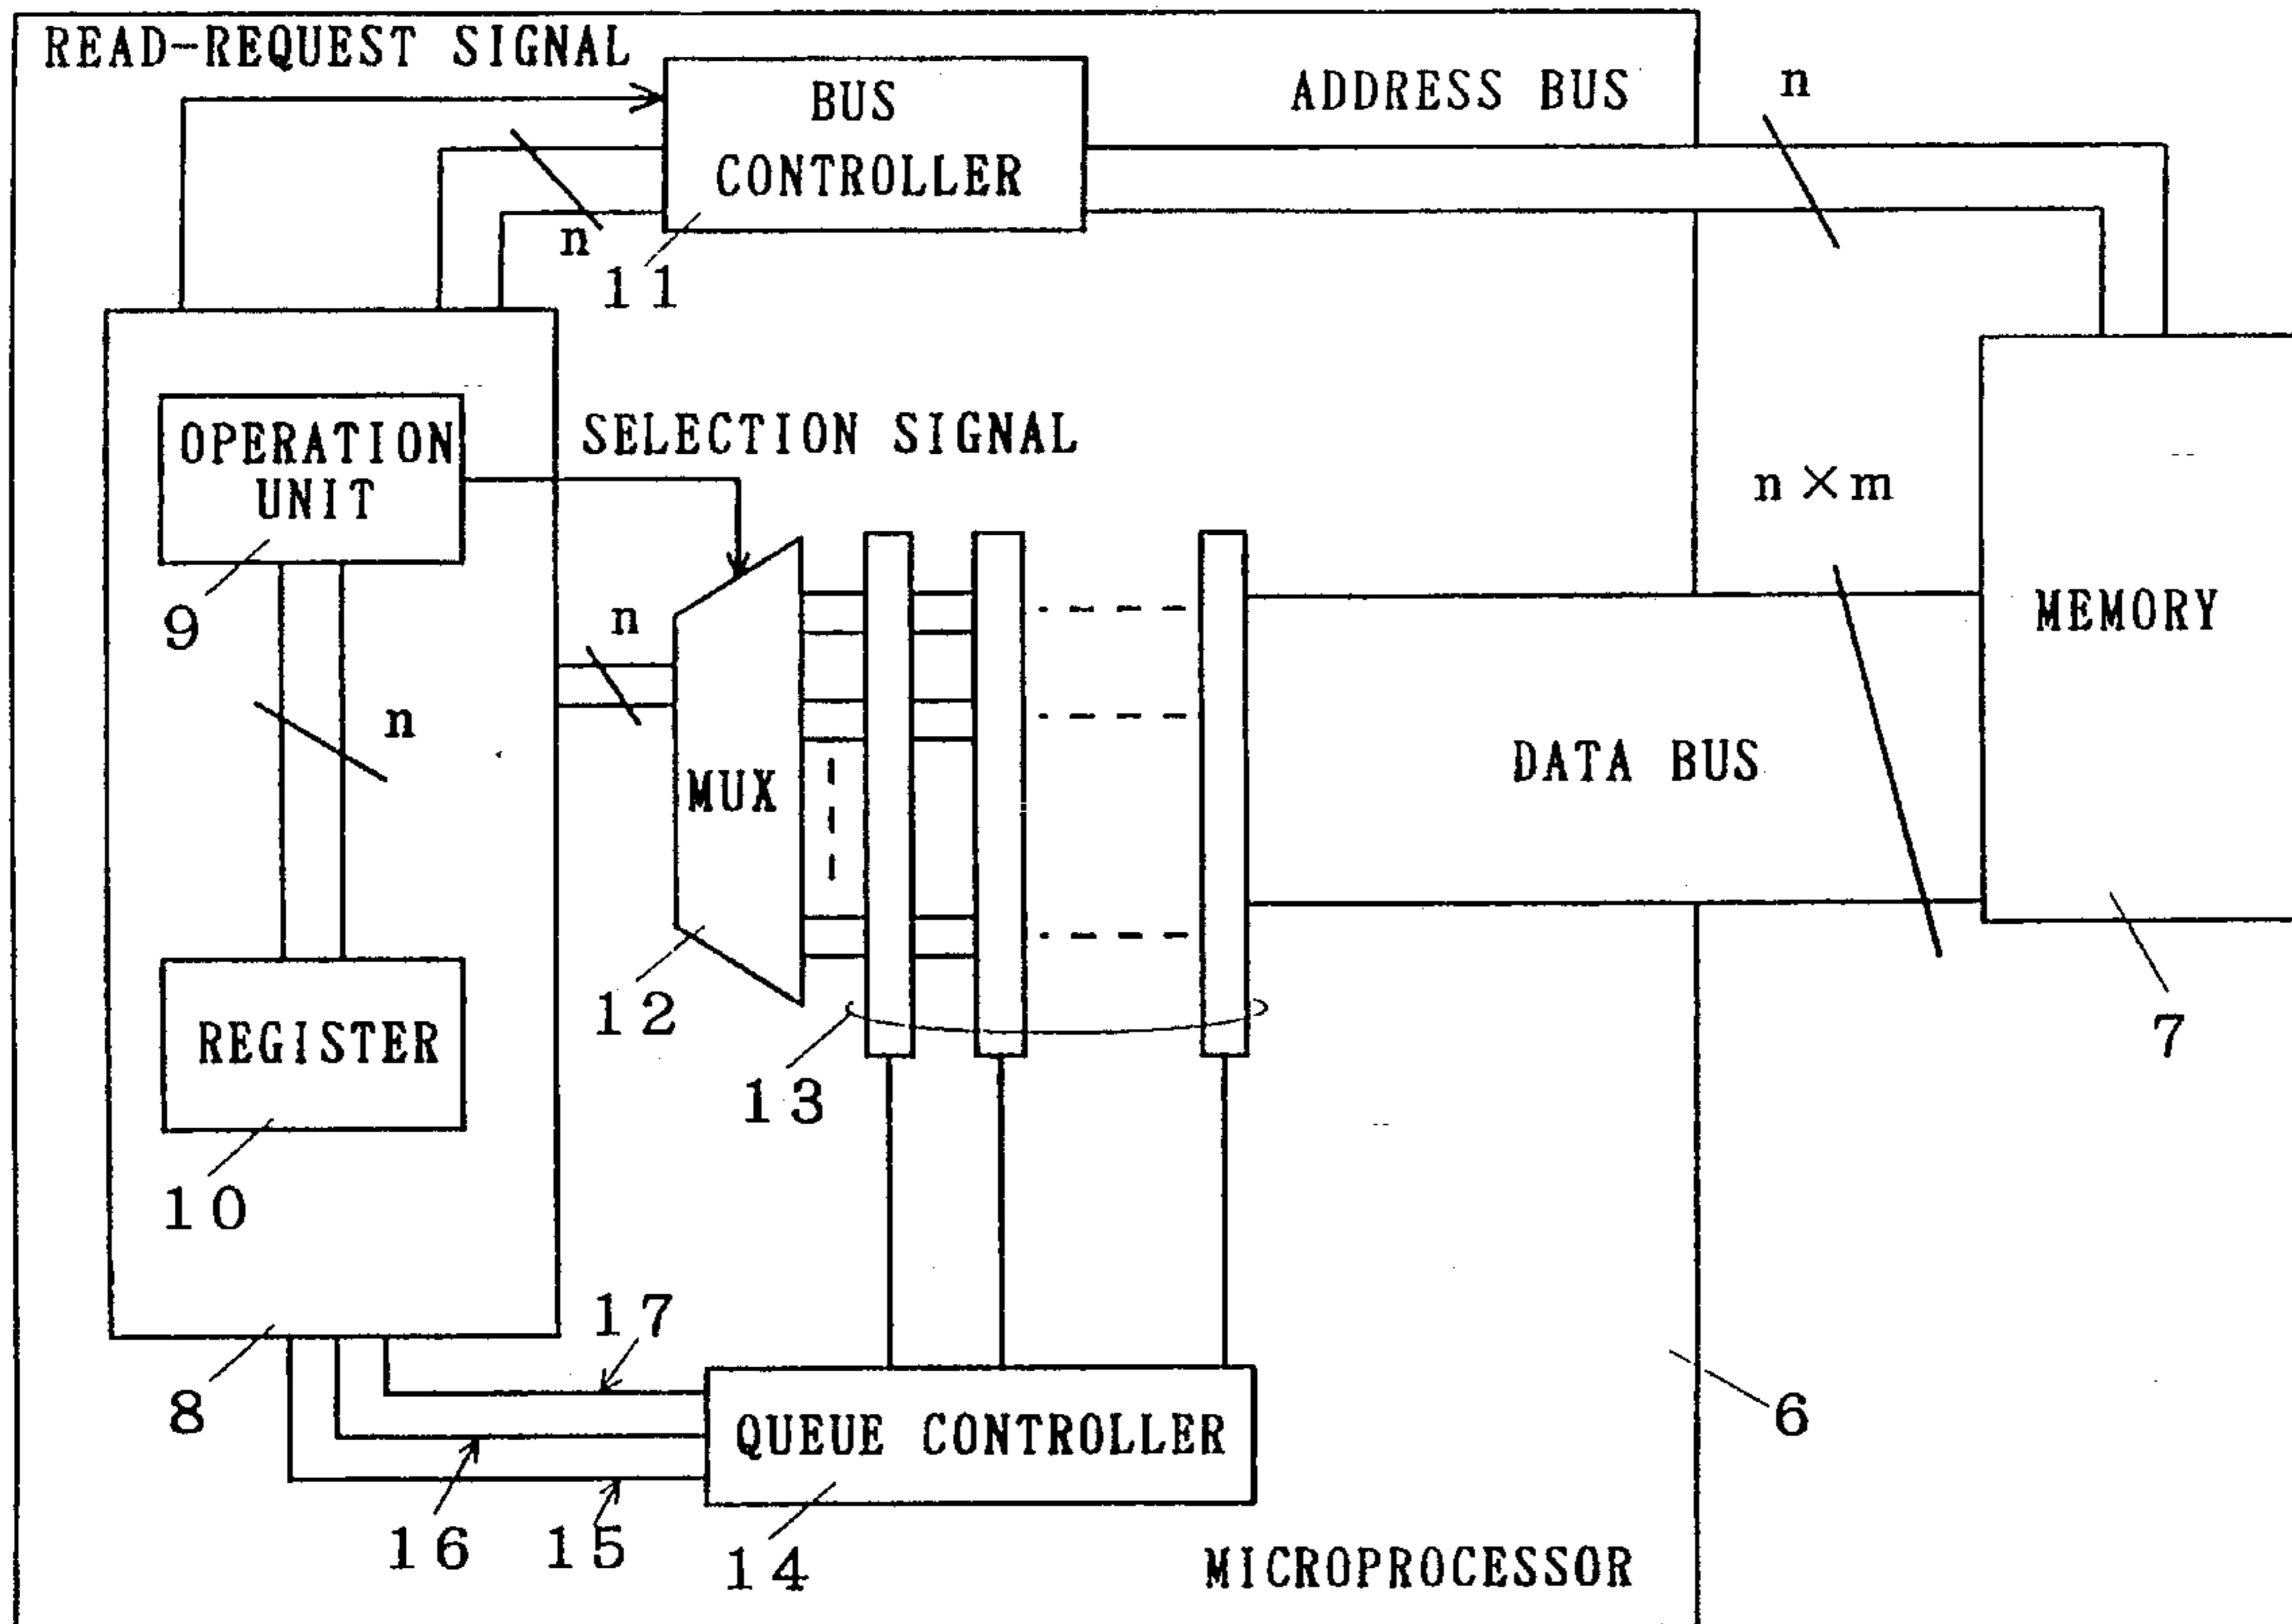 READ-REQUEST SIGNAL
BUS
CONTROLLER
ADDRESS BUS
n
n
11
OPERATION
UNIT
SELECTION SIGNAL
n×m
9
n
MEMORY
n
MUX
DATA BUS
12
REGISTER
13
7
10
17
8
QUEUE CONTROLLER
6
16
15
14
MICROPROCESSOR